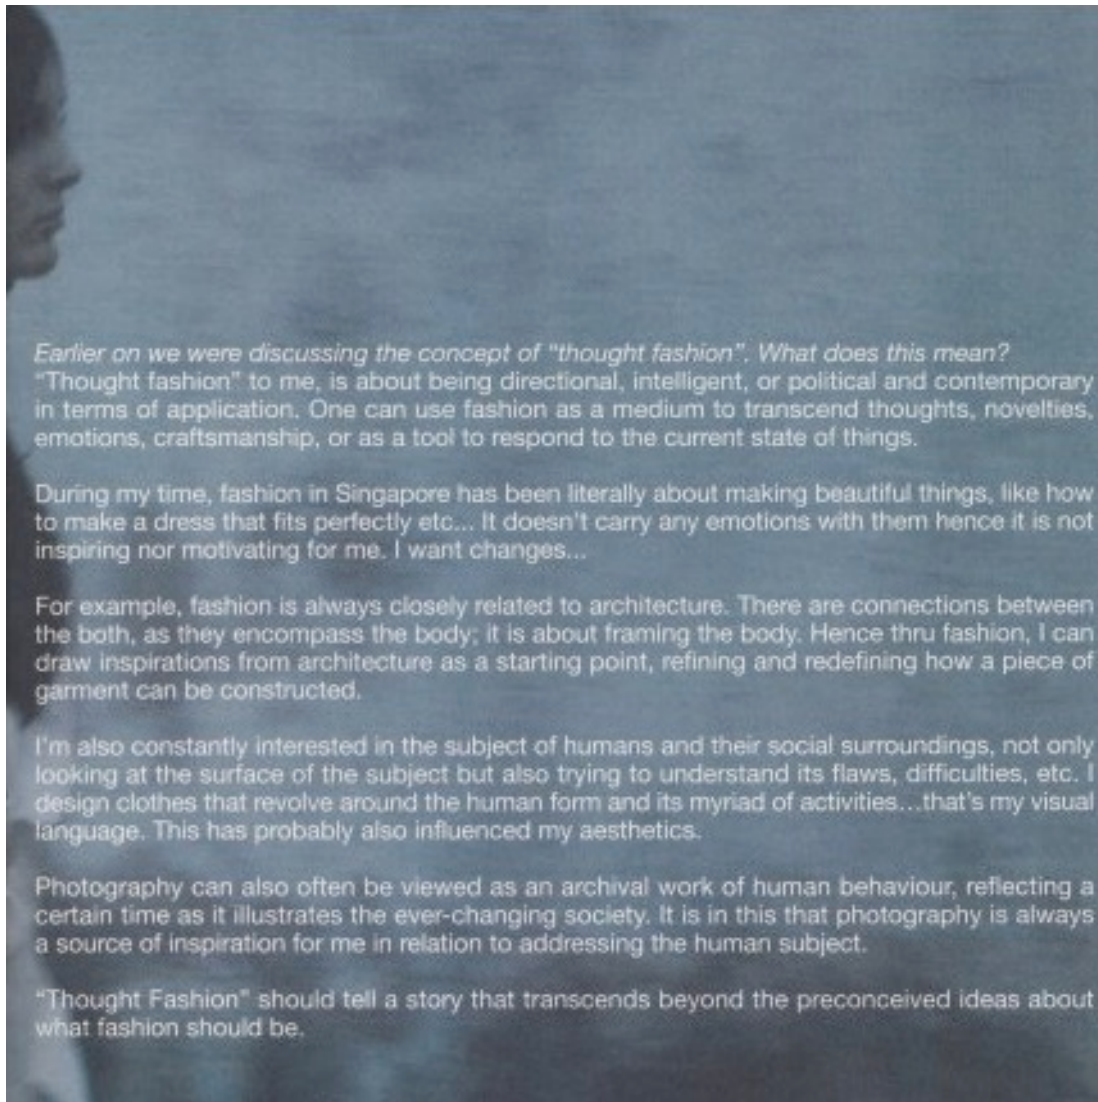 Earlier on we were discussing the concept of "thought fashion". What does this mean?
"Thought fashion" to me, is about being directional, intelligent, or political and contemporary
in terms of application. One can use fashion as a medium to transcend thoughts, novelties,
emotions, craftsmanship, or as a tool to respond to the current state of things.
During my time, fashion in Singapore has been literally about making beautiful things, like how
to make a dress that fits perfectly etc... It doesn't carry any emotions with them hence it is not
inspiring nor motivating for me. I want changes...
For example, fashion is always closely related to architecture. There are connections between
the both, as they encompass the body; it is about framing the body. Hence thru fashion, I can
draw inspirations from architecture as a starting point, refining and redefining how a piece of
garment can be constructed.
I'm also constantly interested in the subject of humans and their social surroundings, not only
looking at the surface of the subject but also trying to understand its flaws, difficulties, etc. I
design clothes that revolve around the human form and its myriad of activities...that's my visual
language. This has probably also influenced my aesthetics.
Photography can also often be viewed as an archival work of human behaviour, reflecting a
certain time as it illustrates the ever-changing society. It is in this that photography is always
a source of inspiration for me in relation to addressing the human subject.
"Thought Fashion" should tell a story that transcends beyond the preconceived ideas about
what fashion should be.